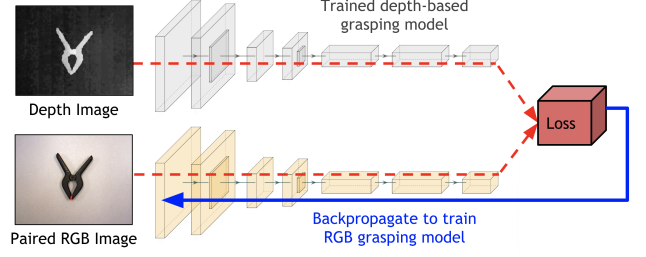 Trained depth-based
grasping model
Depth Image
Loss
Paired RGB Image
Backpropagate to train
RGB grasping model